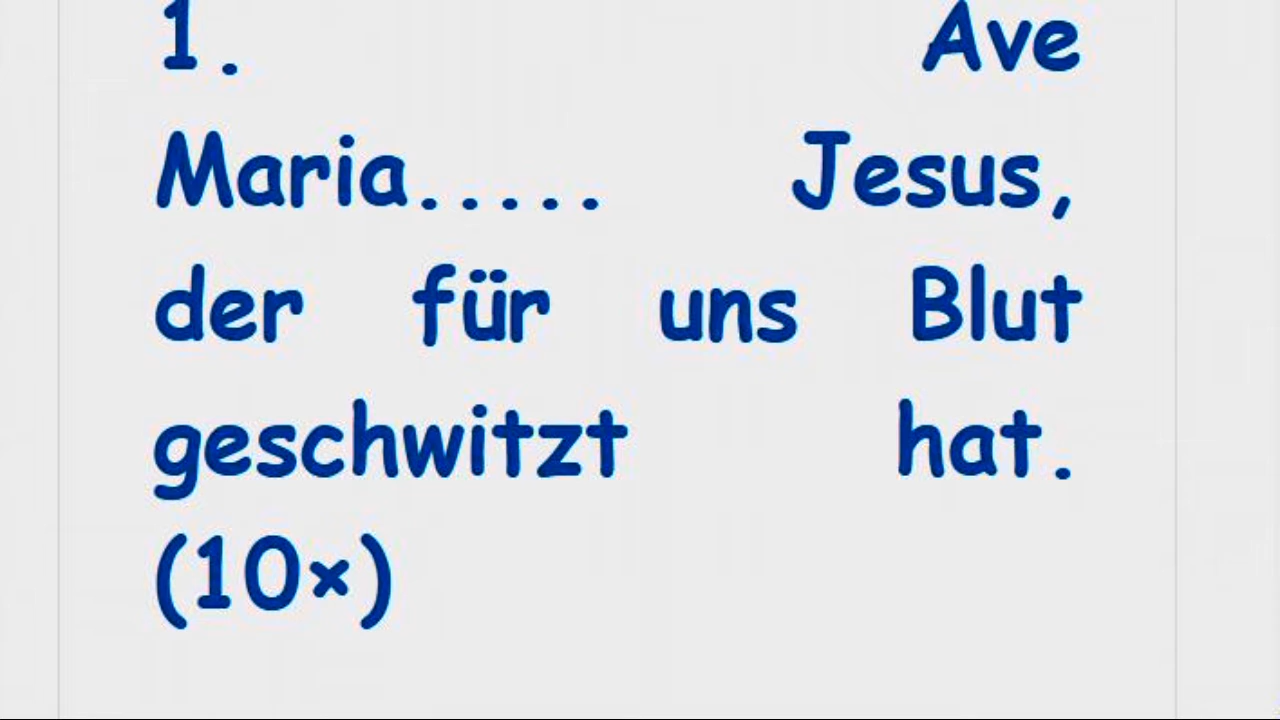 1. Ave
Maria..... Jesus,
der für uns Blut
geschwitzt hat.
(10×)